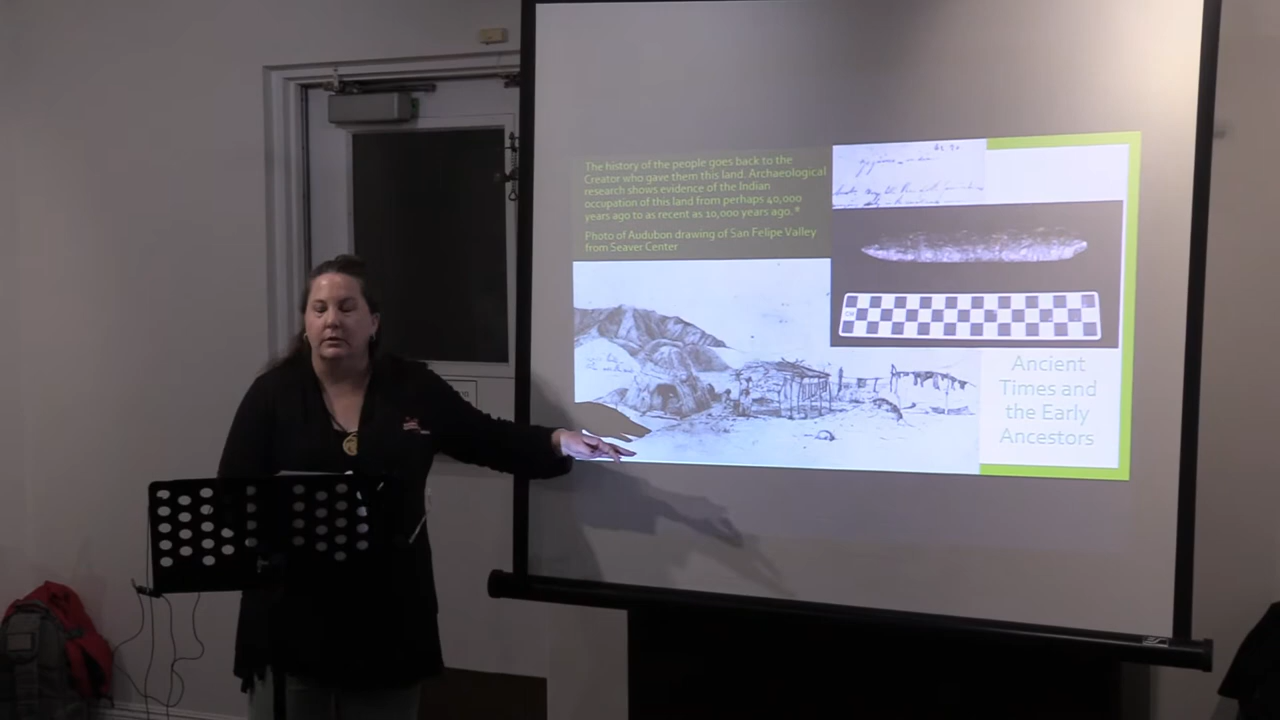 The history of the people goes back to the
Creator who gave them this land. Archaeological
research shows evidence of the Indian
occupation of this land from perhaps 40,000
years ago to as recent as 10,000 years ago.*
Photo of Audubon drawing of San Felipe Valley
from Seaver Center
CM
Ancient
Times and
the Early
Ancestors